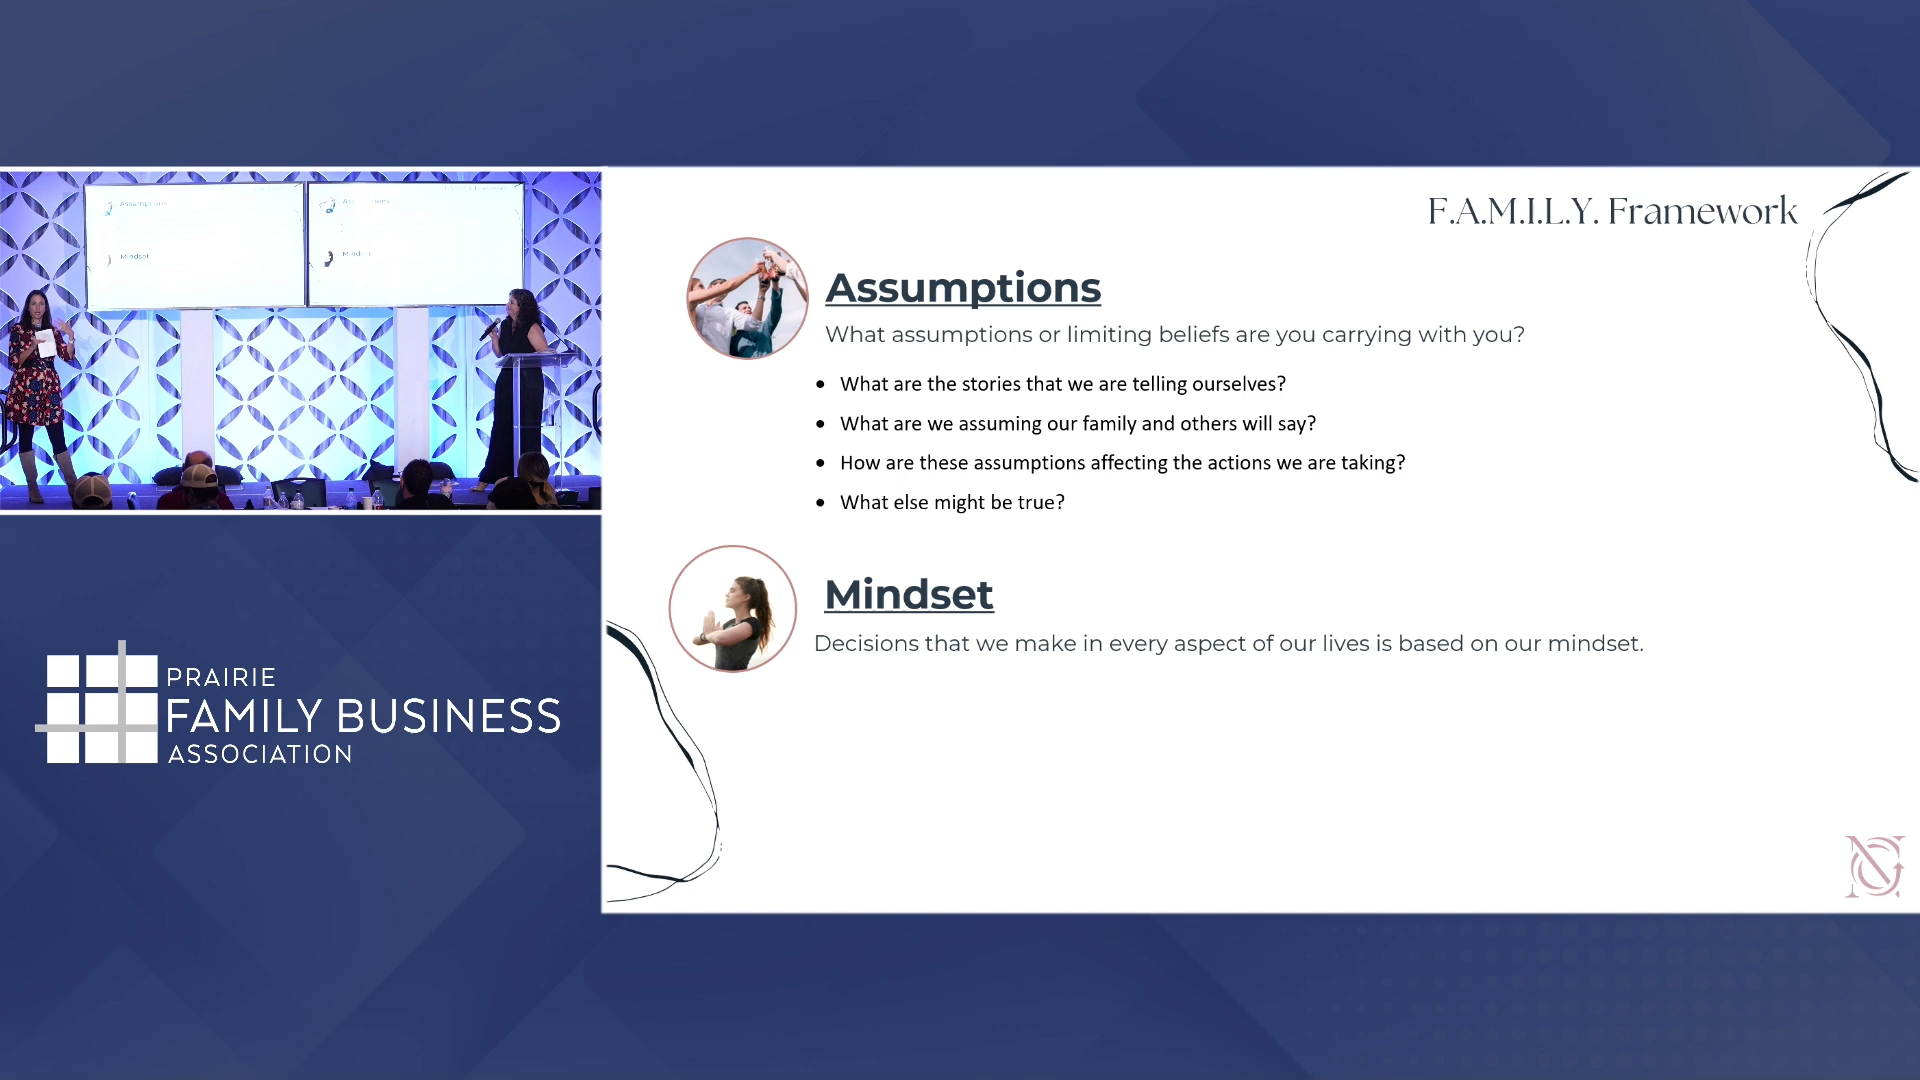 F.A.M.I.L.Y. Framework
Assumptions
What assumptions or limiting beliefs are you carrying with you?
• What are the stories that we are telling ourselves?
• What are we assuming our family and others will say?
• How are these assumptions affecting the actions we are taking?
• What else might be true?
Mindset
Decisions that we make in every aspect of our lives is based on our mindset.
Assumptions
Mindset
Mindset
PRAIRIE
FAMILY BUSINESS
ASSOCIATION